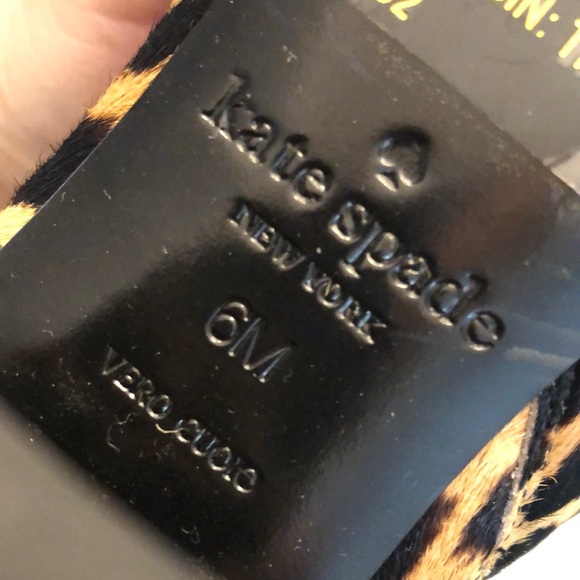 kate spade
NEW YORK
6M
VERO CUOIO